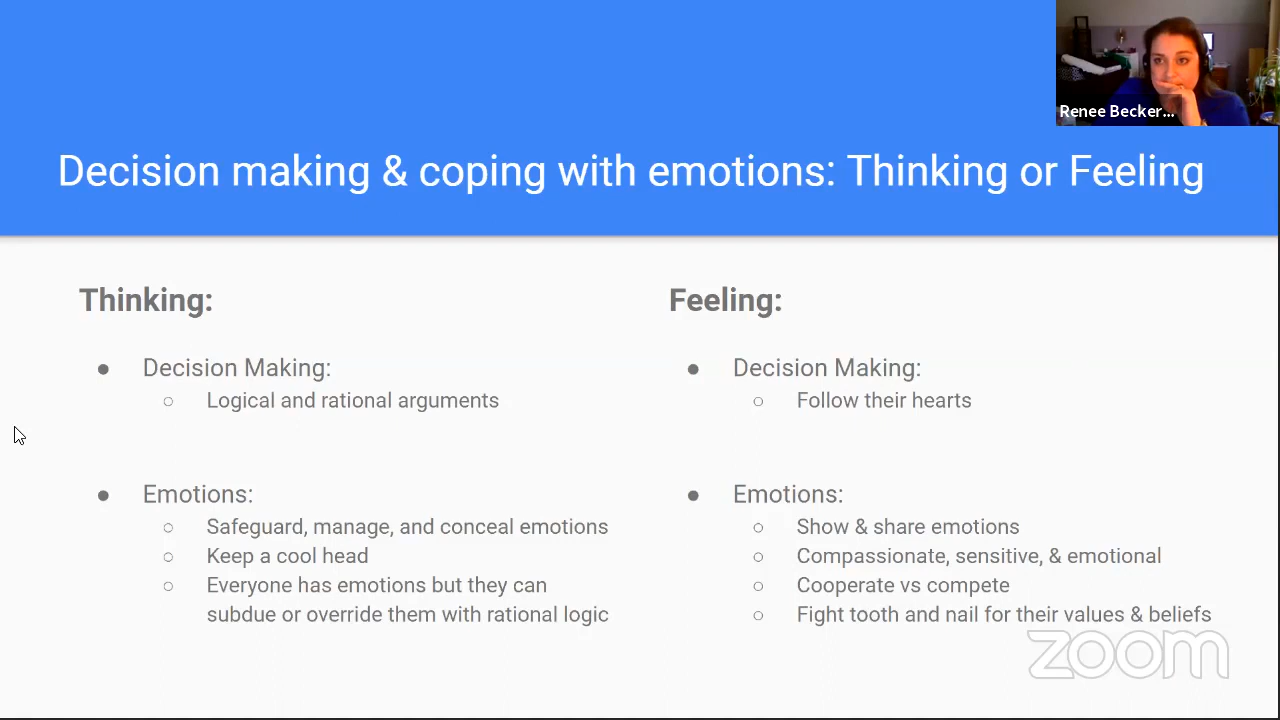 Renee Becker...
Decision making & coping with emotions: Thinking or Feeling
Thinking:
● Decision Making:
○ Logical and rational arguments
● Emotions:
○ Safeguard, manage, and conceal emotions
○ Keep a cool head
○ Everyone has emotions but they can
subdue or override them with rational logic
Feeling:
● Decision Making:
○ Follow their hearts
● Emotions:
○ Show & share emotions
○ Compassionate, sensitive, & emotional
○ Cooperate vs compete
○ Fight tooth and nail for their values & beliefs
zoom